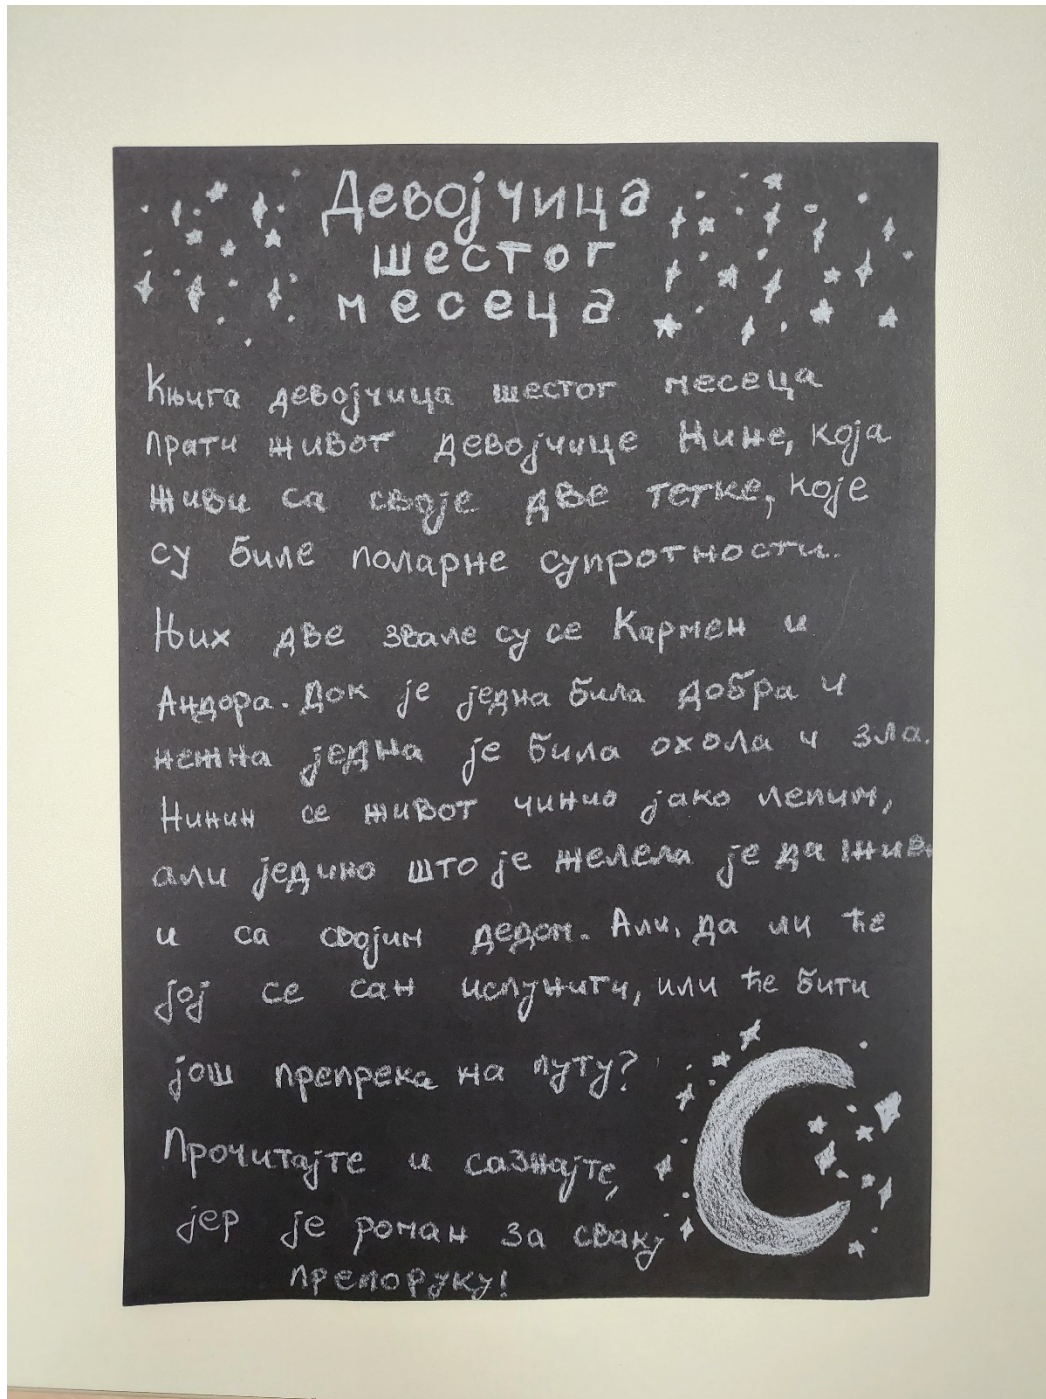 Девојчица
шестог
месеца
Књига девојчица шестог месеца
прати живот девојчице Нине, која
живи са своје две тетке, које
су биле поларне супротности.
Њих две звале су се Кармен и
Андора. Док је једна била добра и
нежна једна је била охола и зла.
Нинин се живот чинио јако лепим,
али једино што је желела је да живи
и са својим дедом. Али, да ли ће
јој се сан испунити, или ће бити
још препрека на путу?
Прочитајте и сазнајте,
јер је роман за сваку
препоруку!